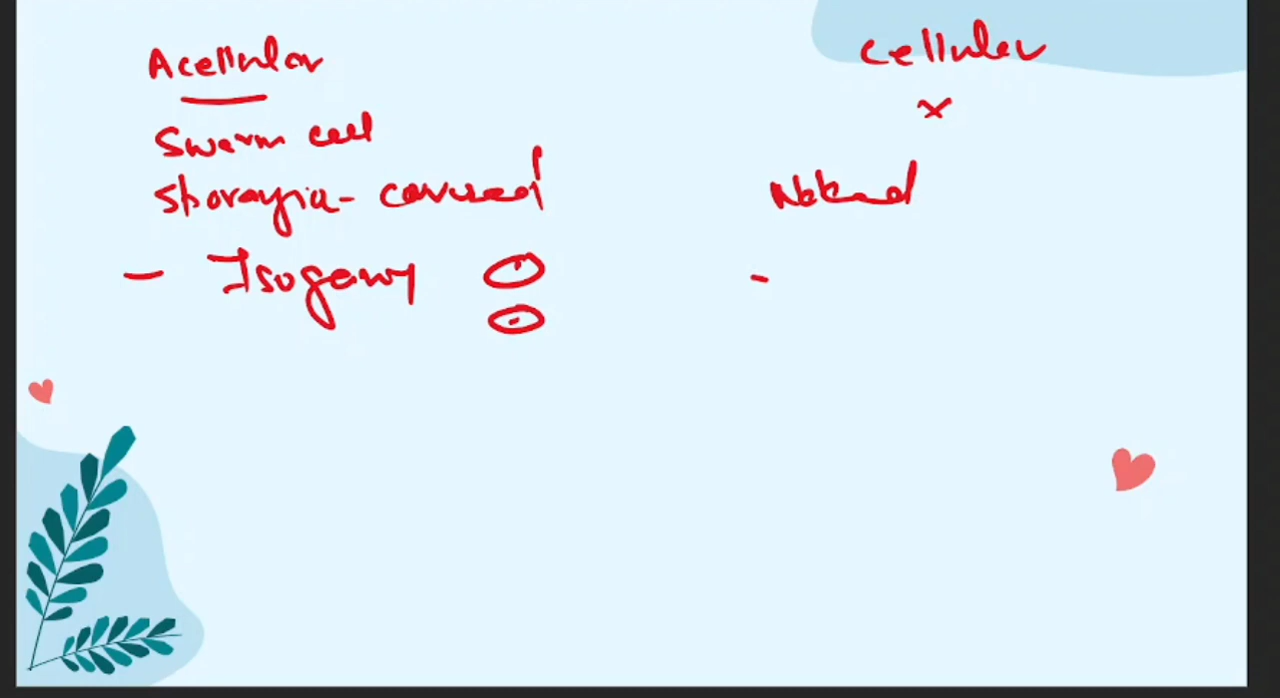 Acellular
Cellular
x
Swarm cell
Sporangia - covered
Naked
- Isogamy
-